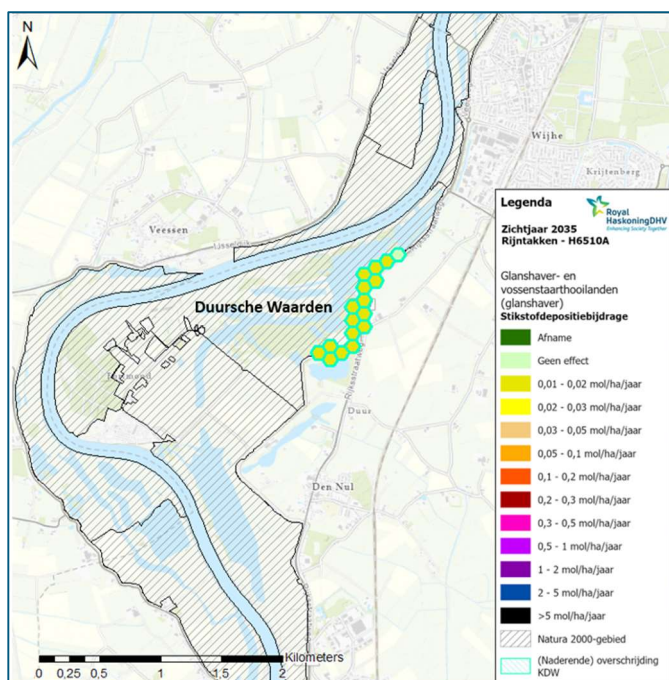 N
Wijhe
Krijtenberg
Veessen
IJsseldijk
Duursche Waarden
Fortmond
Rijksstraatweg
Rijksstraatweg
Duur
Den Nul
Kilometers
0 0,25 0,5 1 1,5 2
Legenda
Royal
HaskoningDHV
Enhancing Society Together
Zichtjaar 2035
Rijntakken - H6510A
Glanshaver- en
vossenstaarthooilanden
(glanshaver)
Stikstofdepositiebijdrage
Afname
Geen effect
0,01 - 0,02 mol/ha/jaar
0,02 - 0,03 mol/ha/jaar
0,03 - 0,05 mol/ha/jaar
0,05 - 0,1 mol/ha/jaar
0,1 - 0,2 mol/ha/jaar
0,2 - 0,3 mol/ha/jaar
0,3 - 0,5 mol/ha/jaar
0,5 - 1 mol/ha/jaar
1 - 2 mol/ha/jaar
2 - 5 mol/ha/jaar
>5 mol/ha/jaar
Natura 2000-gebied
(Naderende) overschrijding
KDW